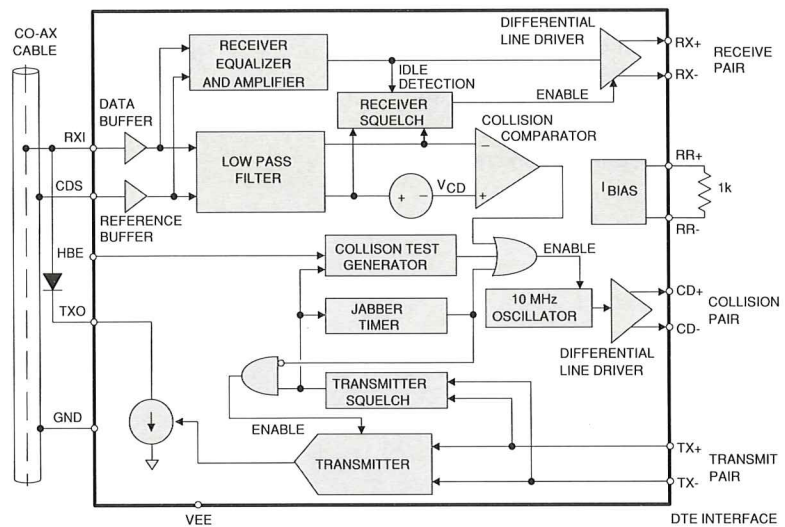 CO-AX
CABLE
RXI
CDS
HBE
TXO
GND
VEE
DATA
BUFFER
REFERENCE
BUFFER
RECEIVER
EQUALIZER
AND AMPLIFIER
IDLE
DETECTION
RECEIVER
SQUELCH
ENABLE
DIFFERENTIAL
LINE DRIVER
RX+
RX-
RECEIVE
PAIR
LOW PASS
FILTER
+ −
VCD
COLLISION
COMPARATOR
−
+
I BIAS
RR+
1k
RR-
COLLISON TEST
GENERATOR
ENABLE
JABBER
TIMER
10 MHz
OSCILLATOR
CD+
CD-
COLLISION
PAIR
DIFFERENTIAL
LINE DRIVER
TRANSMITTER
SQUELCH
ENABLE
TRANSMITTER
TX+
TX-
TRANSMIT
PAIR
DTE INTERFACE